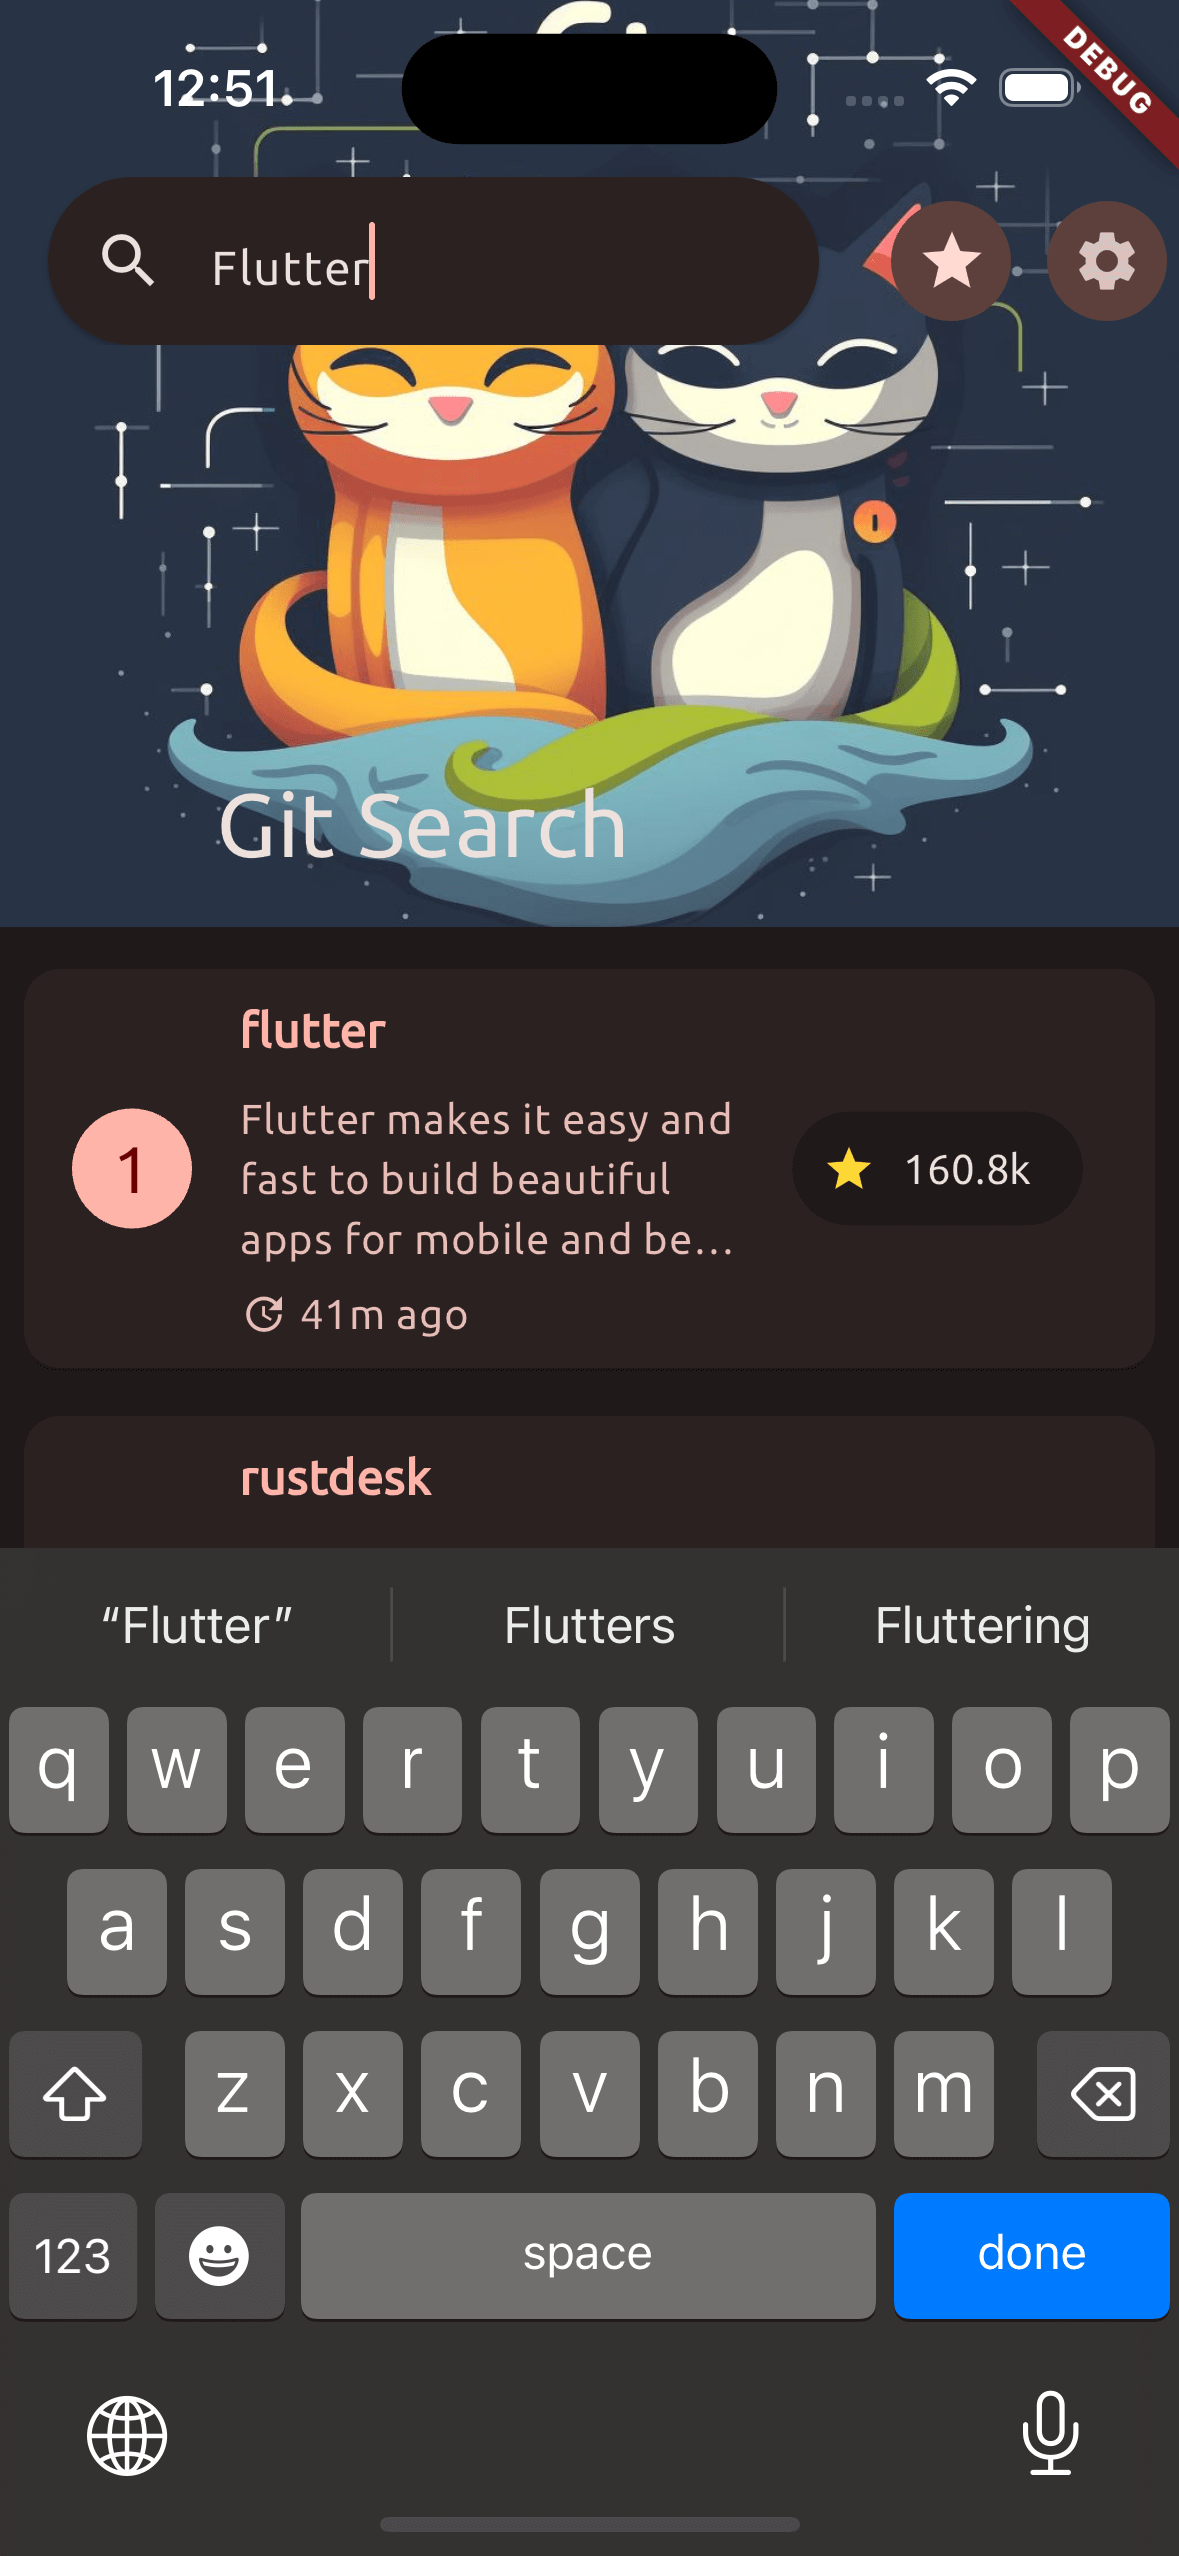 12:51
DEBUG
Flutter
Git Search
flutter
1
Flutter makes it easy and
fast to build beautiful
apps for mobile and be...
160.8k
41m ago
rustdesk
“Flutter”
Flutters
Fluttering
q w e r t y u i o p
a s d f g h j k l
z x c v b n m
123
space
done